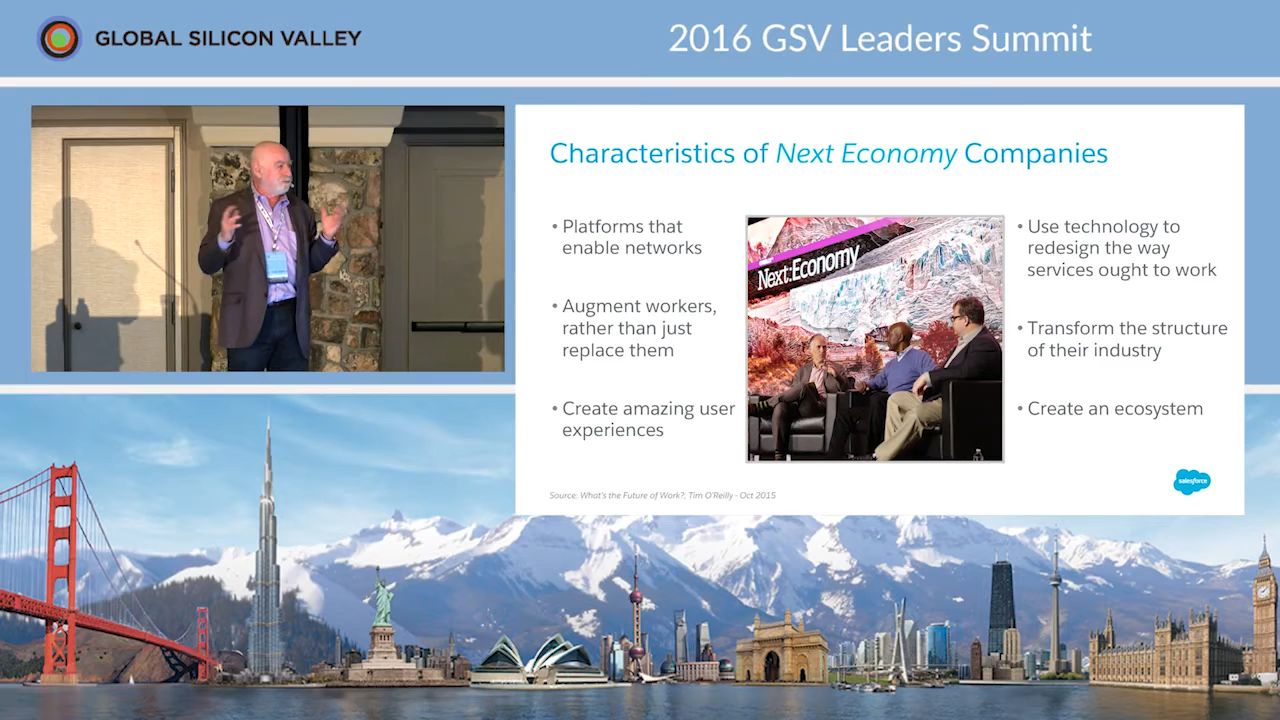 GLOBAL SILICON VALLEY
2016 GSV Leaders Summit
Characteristics of Next Economy Companies
• Platforms that
enable networks
• Augment workers,
rather than just
replace them
• Create amazing user
experiences
Next:Economy
• Use technology to
redesign the way
services ought to work
• Transform the structure
of their industry
• Create an ecosystem
Source: What's the Future of Work?, Tim O'Reilly - Oct 2015
salesforce